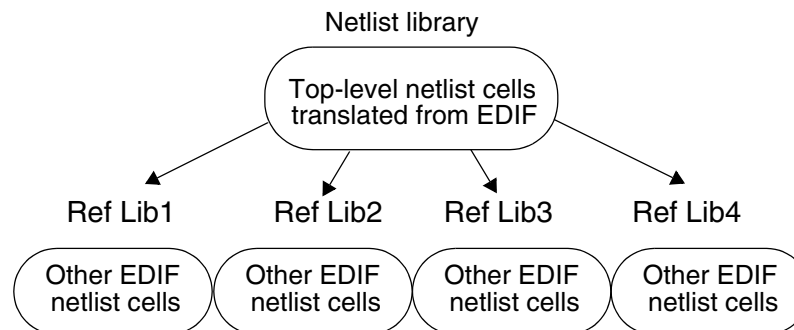 Netlist library
Top-level netlist cells
translated from EDIF
Ref Lib1
Ref Lib2
Ref Lib3
Ref Lib4
Other EDIF
netlist cells
Other EDIF
netlist cells
Other EDIF
netlist cells
Other EDIF
netlist cells